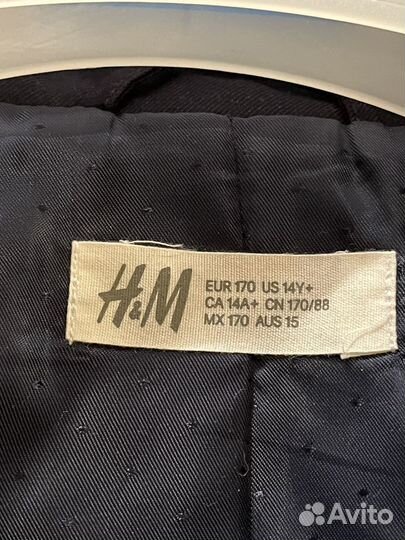 H&M
EUR 170 US 14Y+
CA 14A+ CN 170/88
MX 170 AUS 15
Avito